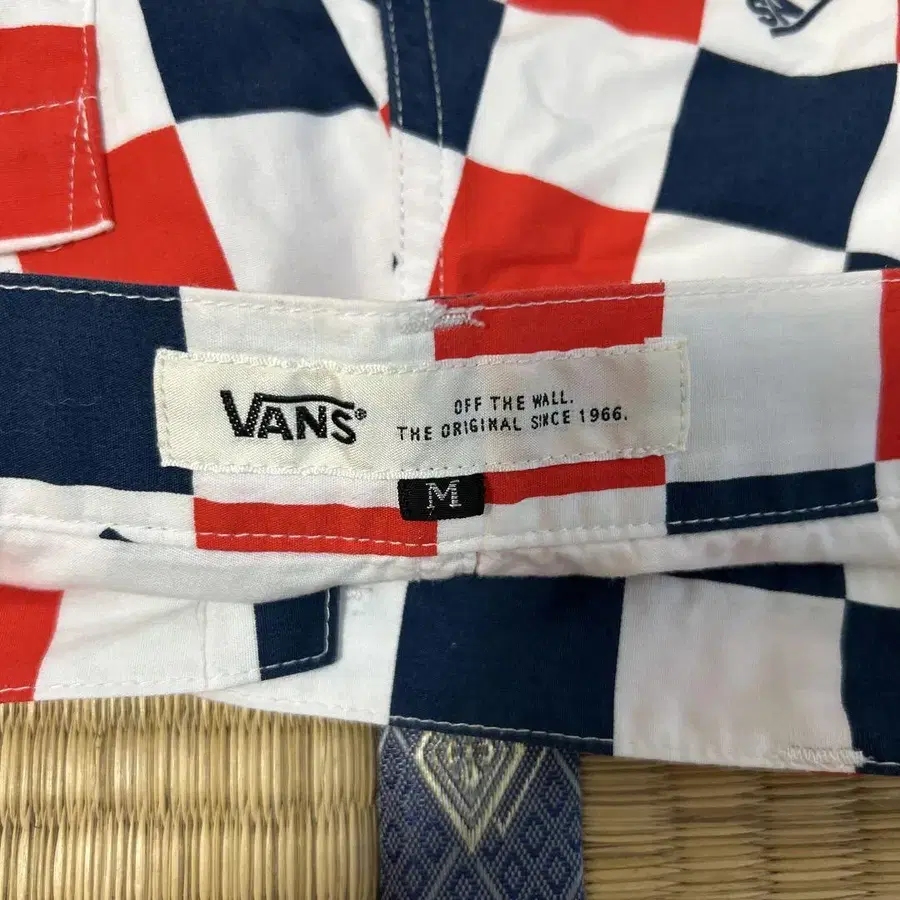 VANS®
OFF THE WALL.
THE ORIGINAL SINCE 1966.
M